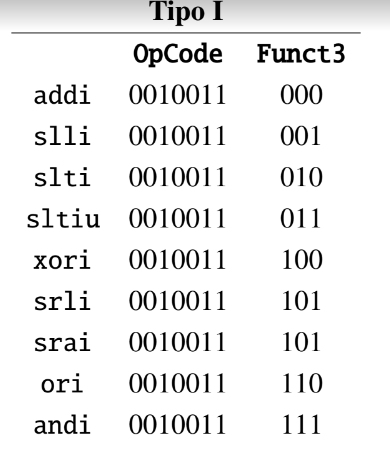 Tipo I
OpCode Funct3
addi 0010011 000
slli 0010011 001
slti 0010011 010
sltiu 0010011 011
xori 0010011 100
srli 0010011 101
srai 0010011 101
ori 0010011 110
andi 0010011 111